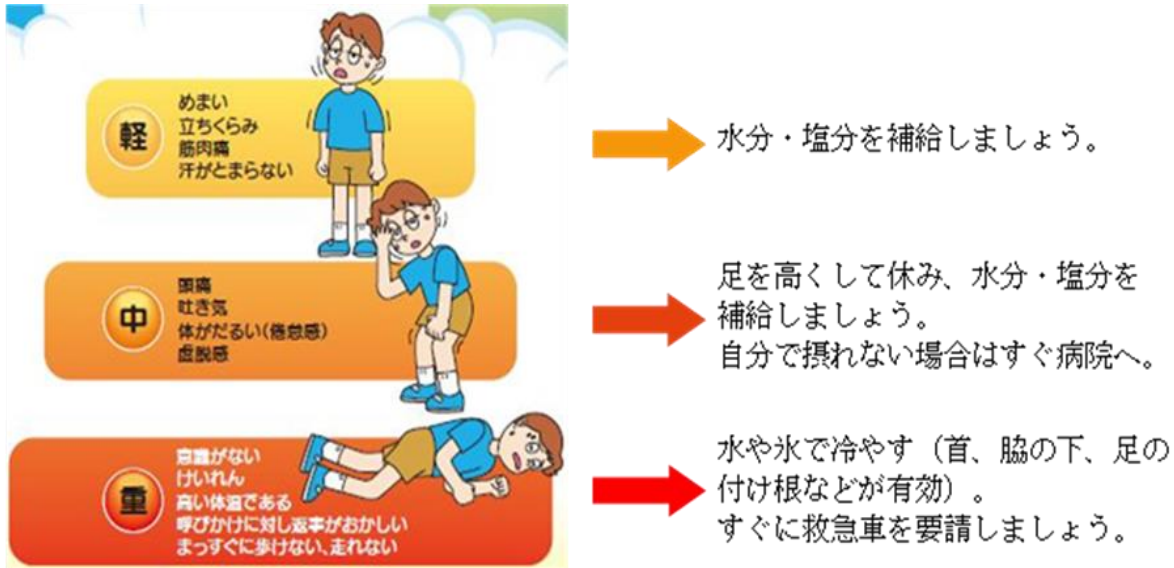 軽
めまい
立ちくらみ
筋肉痛
汗がとまらない
水分・塩分を補給しましょう。
中
頭痛
吐き気
体がだるい(倦怠感)
虚脱感
足を高くして休み、水分・塩分を
補給しましょう。
自分で摂れない場合はすぐ病院へ。
重
意識がない
けいれん
高い体温である
呼びかけに対し返事がおかしい
まっすぐに歩けない、走れない
水や氷で冷やす（首、脇の下、足の
付け根などが有効）。
すぐに救急車を要請しましょう。